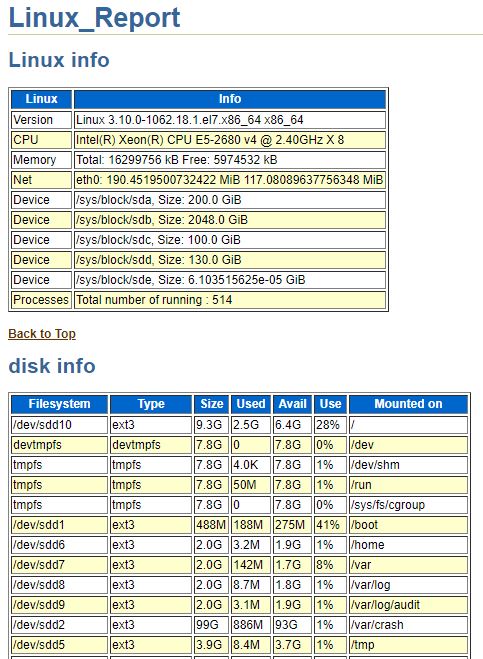 Linux_Report
Linux info
Linux Info
Version Linux 3.10.0-1062.18.1.el7.x86_64 x86_64
CPU Intel(R) Xeon(R) CPU E5-2680 v4 @ 2.40GHz X 8
Memory Total: 16299756 kB Free: 5974532 kB
Net eth0: 190.4519500732422 MiB 117.08089637756348 MiB
Device /sys/block/sda, Size: 200.0 GiB
Device /sys/block/sdb, Size: 2048.0 GiB
Device /sys/block/sdc, Size: 100.0 GiB
Device /sys/block/sdd, Size: 130.0 GiB
Device /sys/block/sde, Size: 6.103515625e-05 GiB
Processes Total number of running : 514
Back to Top
disk info
Filesystem Type Size Used Avail Use Mounted on
/dev/sdd10 ext3 9.3G 2.5G 6.4G 28% /
devtmpfs devtmpfs 7.8G 0 7.8G 0% /dev
tmpfs tmpfs 7.8G 4.0K 7.8G 1% /dev/shm
tmpfs tmpfs 7.8G 50M 7.8G 1% /run
tmpfs tmpfs 7.8G 0 7.8G 0% /sys/fs/cgroup
/dev/sdd1 ext3 488M 188M 275M 41% /boot
/dev/sdd6 ext3 2.0G 3.2M 1.9G 1% /home
/dev/sdd7 ext3 2.0G 142M 1.7G 8% /var
/dev/sdd8 ext3 2.0G 8.7M 1.8G 1% /var/log
/dev/sdd9 ext3 2.0G 3.1M 1.9G 1% /var/log/audit
/dev/sdd2 ext3 99G 886M 93G 1% /var/crash
/dev/sdd5 ext3 3.9G 8.4M 3.7G 1% /tmp